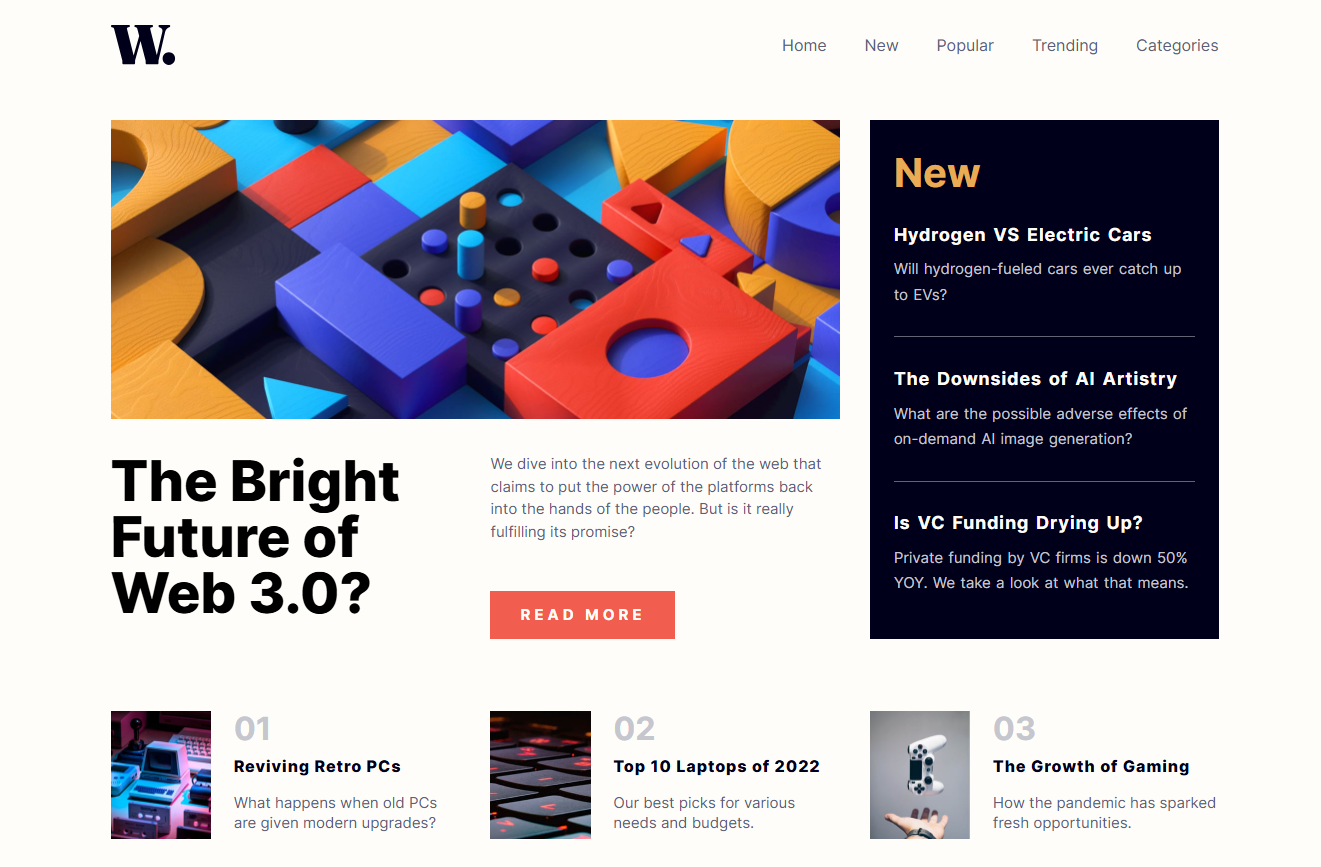 W.
Home New Popular Trending Categories
The Bright
Future of
Web 3.0?
We dive into the next evolution of the web that
claims to put the power of the platforms back
into the hands of the people. But is it really
fulfilling its promise?
READ MORE
New
Hydrogen VS Electric Cars
Will hydrogen-fueled cars ever catch up
to EVs?
The Downsides of AI Artistry
What are the possible adverse effects of
on-demand AI image generation?
Is VC Funding Drying Up?
Private funding by VC firms is down 50%
YOY. We take a look at what that means.
01
Reviving Retro PCs
What happens when old PCs
are given modern upgrades?
02
Top 10 Laptops of 2022
Our best picks for various
needs and budgets.
03
The Growth of Gaming
How the pandemic has sparked
fresh opportunities.